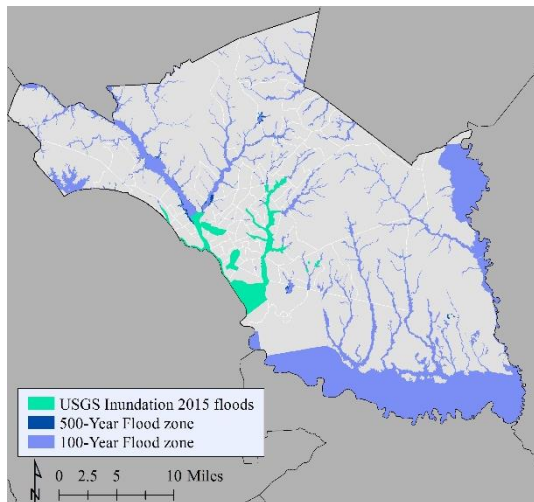 USGS Inundation 2015 floods
500-Year Flood zone
100-Year Flood zone
N
0 2.5 5 10 Miles